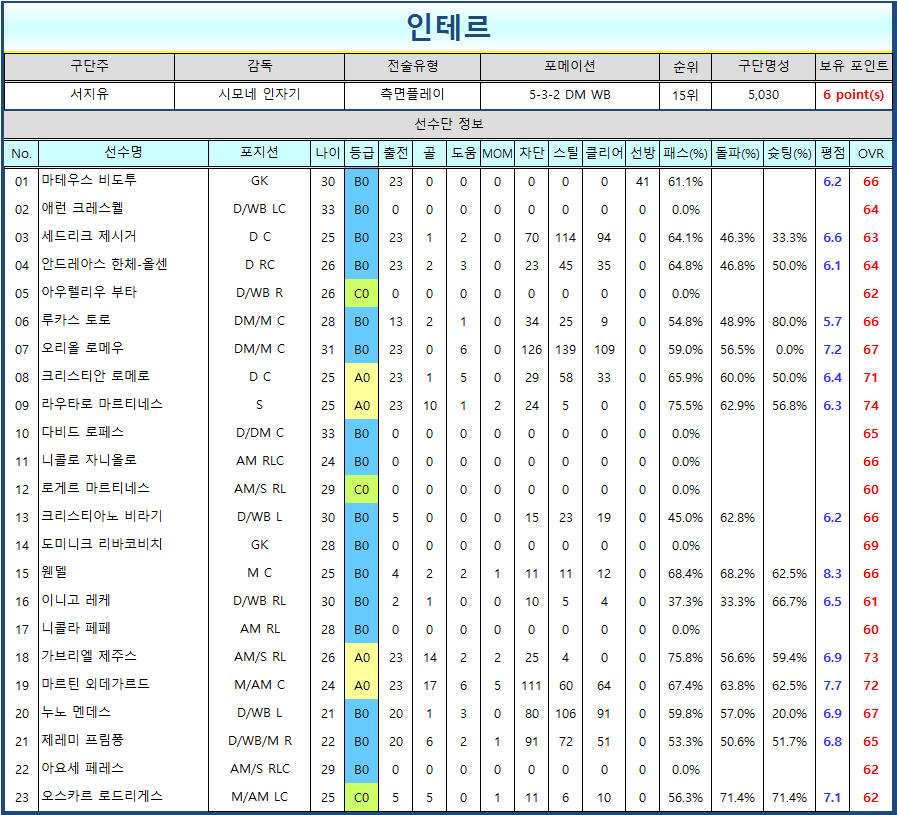 인테르
구단주 감독 전술유형 포메이션 순위 구단명성 보유 포인트
서지유 시모네 인자기 측면플레이 5-3-2 DM WB 15위 5,030 6 point(s)
선수단 정보
No. 선수명 포지션 나이 등급 출전 골 도움 MOM 차단 스틸 클리어 선방 패스(%) 돌파(%) 슛팅(%) 평점 OVR
01 마테우스 비도투 GK 30 B0 23 0 0 0 0 0 0 41 61.1% 6.2 66
02 애런 크레스웰 D/WB LC 33 B0 0 0 0 0 0 0 0 0 0.0% 64
03 세드리크 제시거 D C 25 B0 23 1 2 0 70 114 94 0 64.1% 46.3% 33.3% 6.6 63
04 안드레아스 한체-올센 D RC 26 B0 23 2 3 0 23 45 35 0 64.8% 46.8% 50.0% 6.1 64
05 아우렐리우 부타 D/WB R 26 C0 0 0 0 0 0 0 0 0 0.0% 62
06 루카스 토로 DM/M C 28 B0 13 2 1 0 34 25 9 0 54.8% 48.9% 80.0% 5.7 66
07 오리올 로메우 DM/M C 31 B0 23 0 6 0 126 139 109 0 59.0% 56.5% 0.0% 7.2 67
08 크리스티안 로메로 D C 25 A0 23 1 5 0 29 58 33 0 65.9% 60.0% 50.0% 6.4 71
09 라우타로 마르티네스 S 25 A0 23 10 1 2 24 5 0 0 75.5% 62.9% 56.8% 6.3 74
10 다비드 로페스 D/DM C 33 B0 0 0 0 0 0 0 0 0 0.0% 65
11 니콜로 자니올로 AM RLC 24 B0 0 0 0 0 0 0 0 0 0.0% 66
12 로게르 마르티네스 AM/S RL 29 C0 0 0 0 0 0 0 0 0 0.0% 60
13 크리스티아노 비라기 D/WB L 30 B0 5 0 0 0 15 23 19 0 45.0% 62.8% 6.2 66
14 도미니크 리바코비치 GK 28 B0 0 0 0 0 0 0 0 0 0.0% 69
15 웬델 M C 25 B0 4 2 2 1 11 11 12 0 68.4% 68.2% 62.5% 8.3 66
16 이니고 레케 D/WB RL 30 B0 2 1 0 0 10 5 4 0 37.3% 33.3% 66.7% 6.5 61
17 니콜라 페페 AM RL 28 B0 0 0 0 0 0 0 0 0 0.0% 60
18 가브리엘 제주스 AM/S RL 26 A0 23 14 2 2 25 4 0 0 75.8% 56.6% 59.4% 6.9 73
19 마르틴 외데가르드 M/AM C 24 A0 23 17 6 5 111 60 64 0 67.4% 63.8% 62.5% 7.7 72
20 누노 멘데스 D/WB L 21 B0 20 1 3 0 80 106 91 0 59.8% 57.0% 20.0% 6.9 67
21 제레미 프림퐁 D/WB/M R 22 B0 20 6 2 1 91 72 51 0 53.3% 50.6% 51.7% 6.8 65
22 아요세 페레스 AM/S RLC 29 B0 0 0 0 0 0 0 0 0 0.0% 62
23 오스카르 로드리게스 M/AM LC 25 C0 5 5 0 1 11 6 10 0 56.3% 71.4% 71.4% 7.1 62